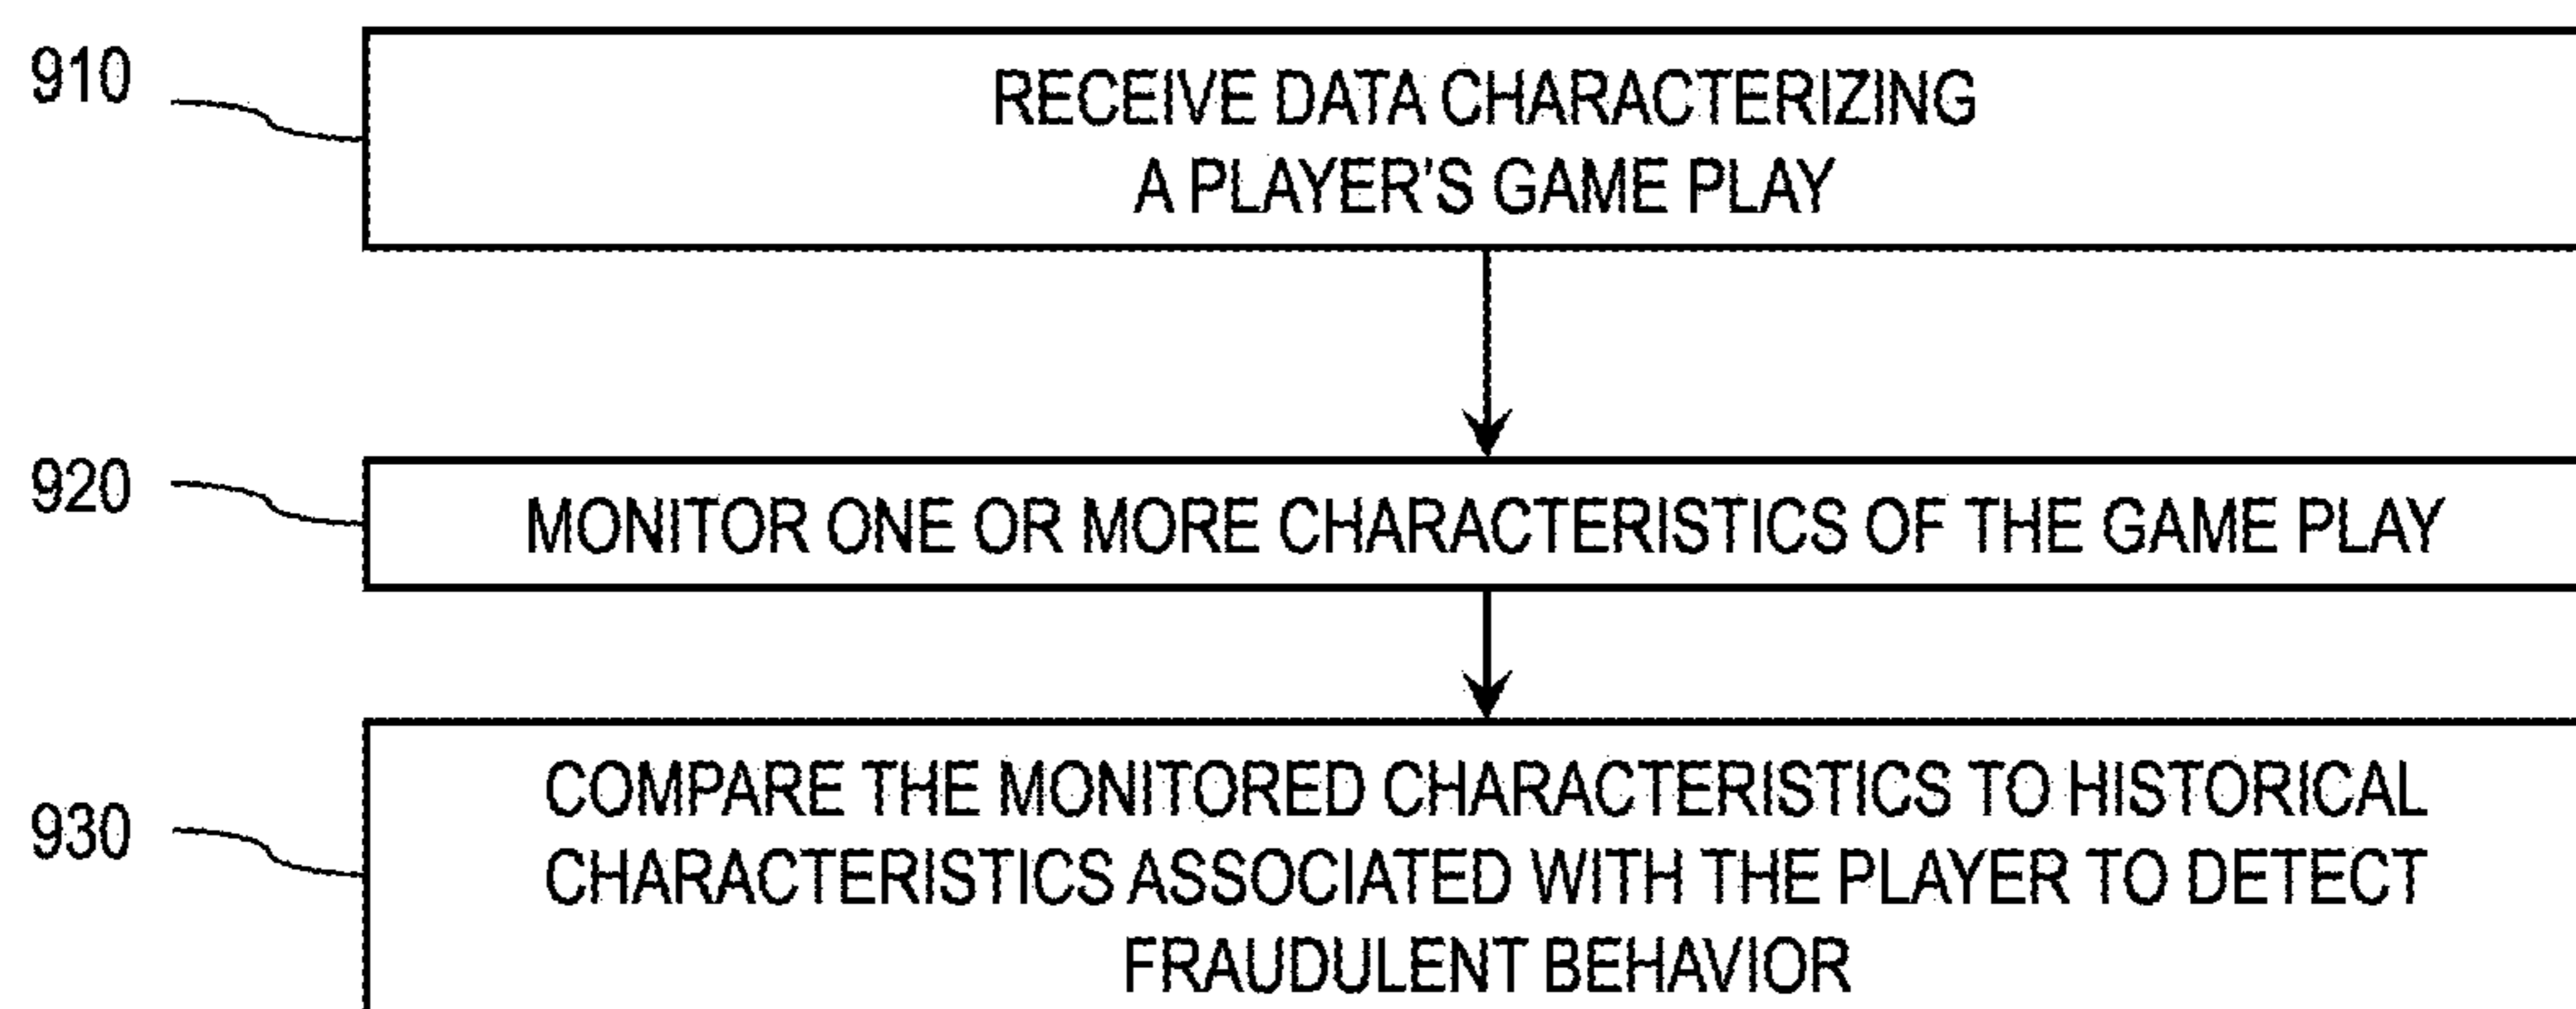 910
RECEIVE DATA CHARACTERIZING
A PLAYER'S GAME PLAY
920
MONITOR ONE OR MORE CHARACTERISTICS OF THE GAME PLAY
930
COMPARE THE MONITORED CHARACTERISTICS TO HISTORICAL
CHARACTERISTICS ASSOCIATED WITH THE PLAYER TO DETECT
FRAUDULENT BEHAVIOR